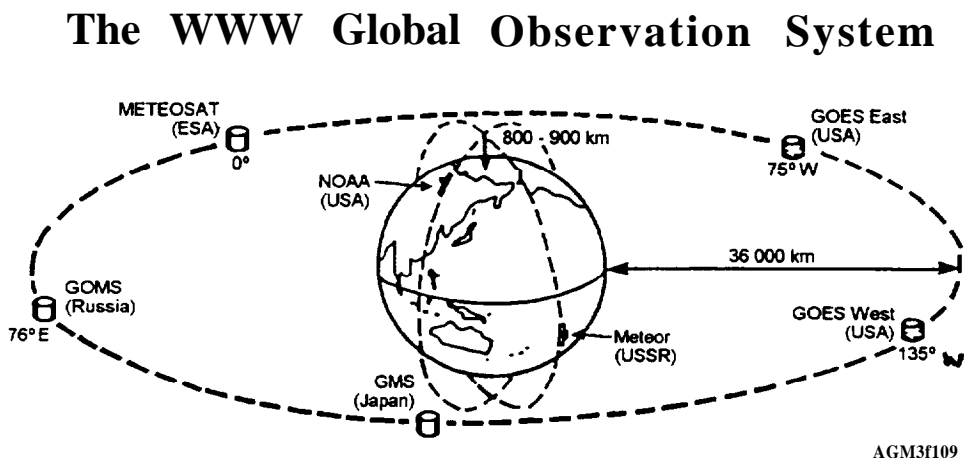 The WWW Global Observation System
METEOSAT
(ESA)
0°
GOES East
(USA)
75° W
800 - 900 km
NOAA
(USA)
36 000 km
GOMS
(Russia)
76° E
GOES West
(USA)
135° W
Meteor
(USSR)
GMS
(Japan)
AGM3f109